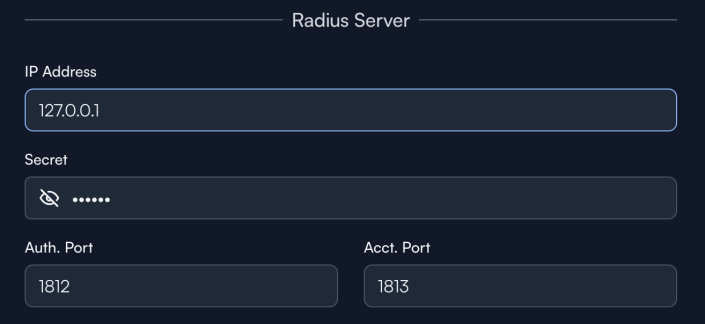 Radius Server
IP Address
127.0.0.1
Secret
••••••
Auth. Port Acct. Port
1812 1813